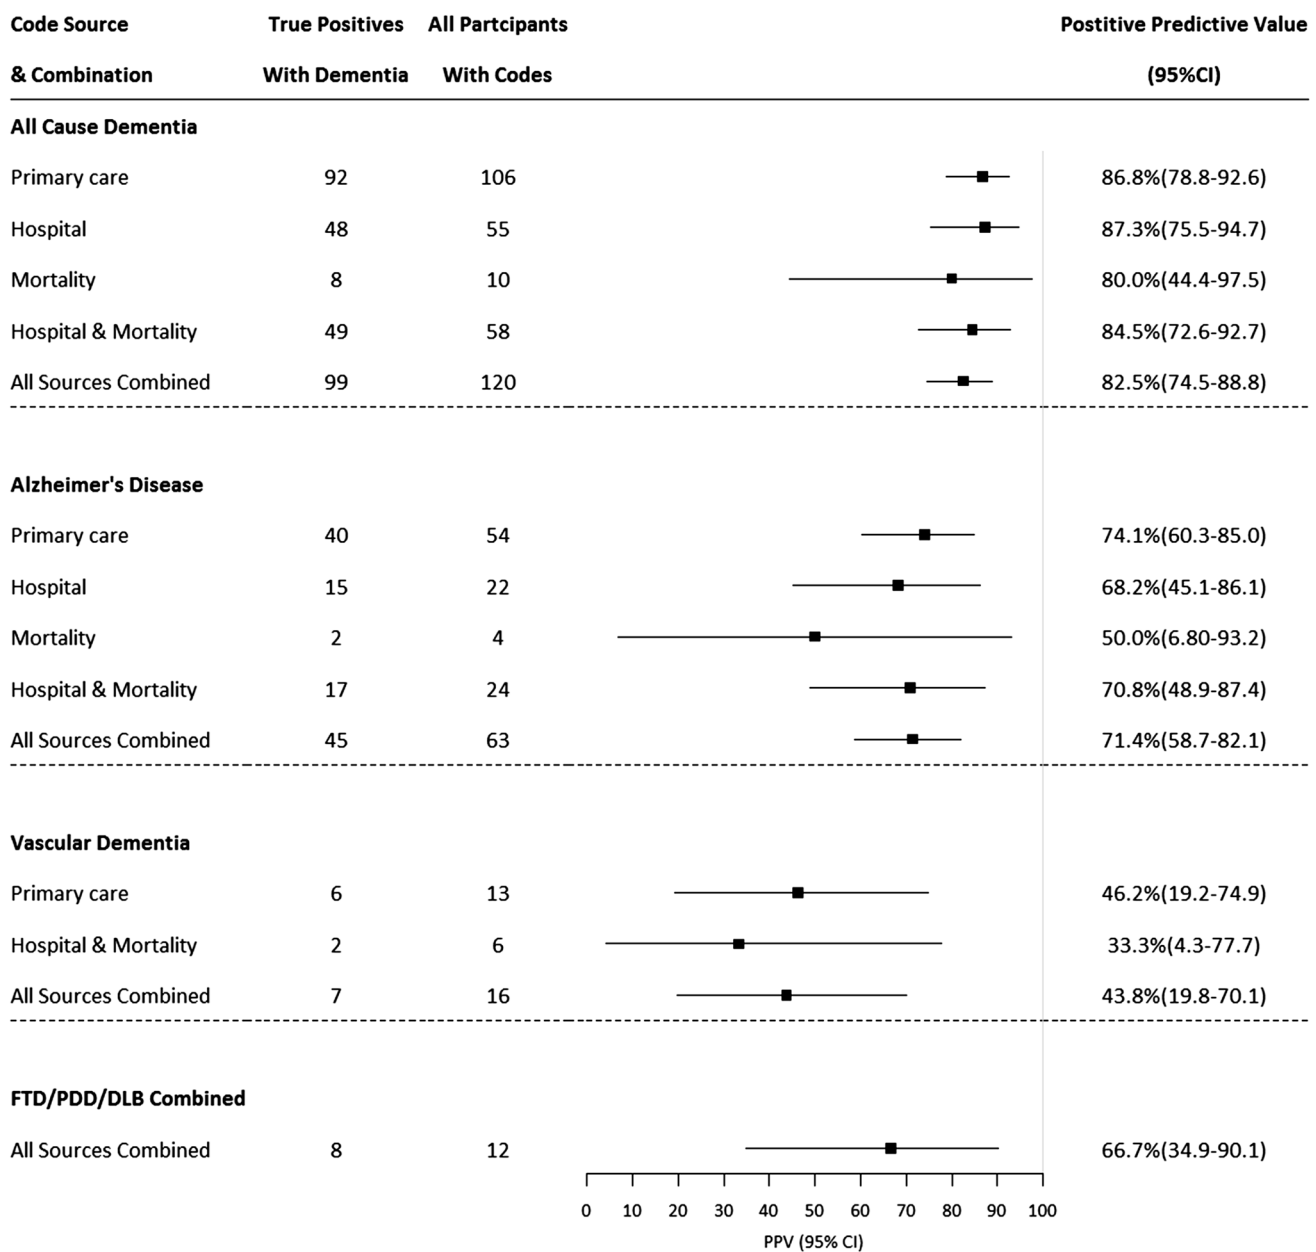 Code Source True Positives All Partcipants Postitive Predictive Value
& Combination With Dementia With Codes (95%CI)
All Cause Dementia
Primary care 92 106 86.8%(78.8-92.6)
Hospital 48 55 87.3%(75.5-94.7)
Mortality 8 10 80.0%(44.4-97.5)
Hospital & Mortality 49 58 84.5%(72.6-92.7)
All Sources Combined 99 120 82.5%(74.5-88.8)
Alzheimer's Disease
Primary care 40 54 74.1%(60.3-85.0)
Hospital 15 22 68.2%(45.1-86.1)
Mortality 2 4 50.0%(6.80-93.2)
Hospital & Mortality 17 24 70.8%(48.9-87.4)
All Sources Combined 45 63 71.4%(58.7-82.1)
Vascular Dementia
Primary care 6 13 46.2%(19.2-74.9)
Hospital & Mortality 2 6 33.3%(4.3-77.7)
All Sources Combined 7 16 43.8%(19.8-70.1)
FTD/PDD/DLB Combined
All Sources Combined 8 12 66.7%(34.9-90.1)
0 10 20 30 40 50 60 70 80 90 100
PPV (95% CI)